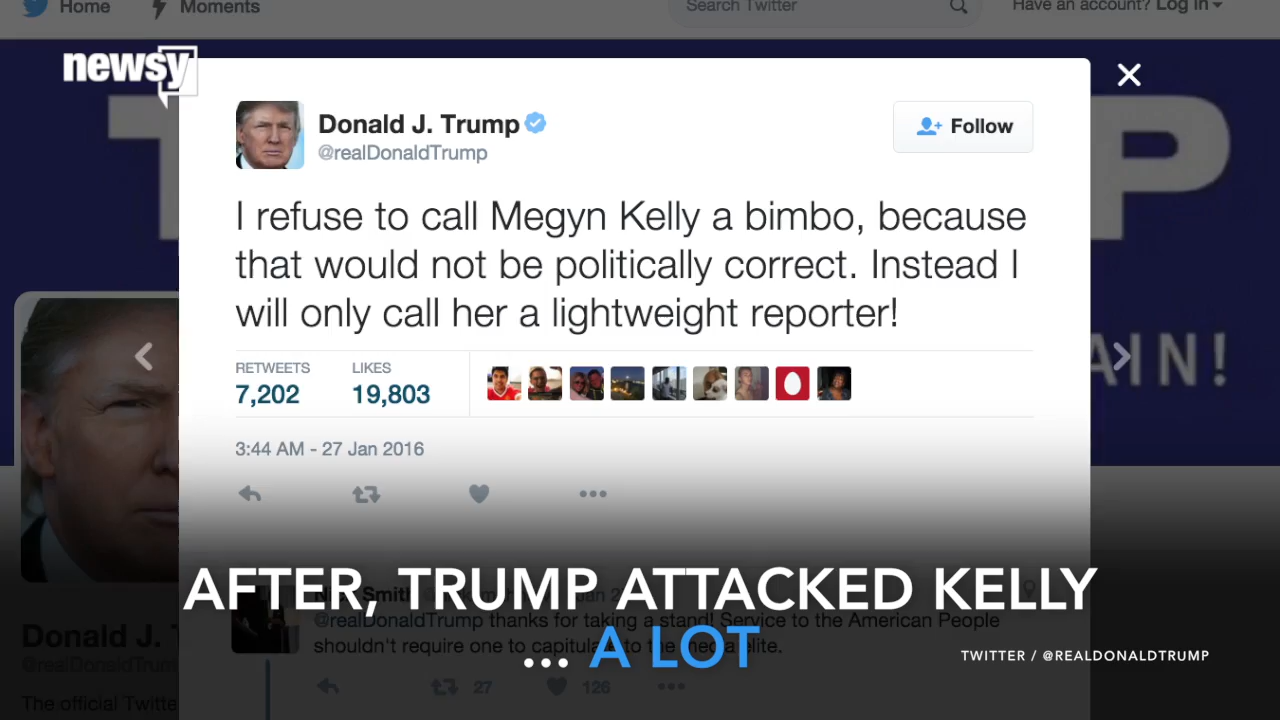 Home
Moments
Search Twitter
Have an account? Log in
newsy
Donald J. Trump
@realDonaldTrump
Follow
I refuse to call Megyn Kelly a bimbo, because
that would not be politically correct. Instead I
will only call her a lightweight reporter!
AIN!
RETWEETS
7,202
LIKES
19,803
3:44 AM - 27 Jan 2016
AFTER, TRUMP ATTACKED KELLY
... A LOT
Smith
@realDonaldTrump thanks for taking a stand! Service to the American People
shouldn't require one to capitulate to the media elite.
27
126
Donald J.
@realDonaldTrum
The official Twitte
TWITTER / @REALDONALDTRUMP